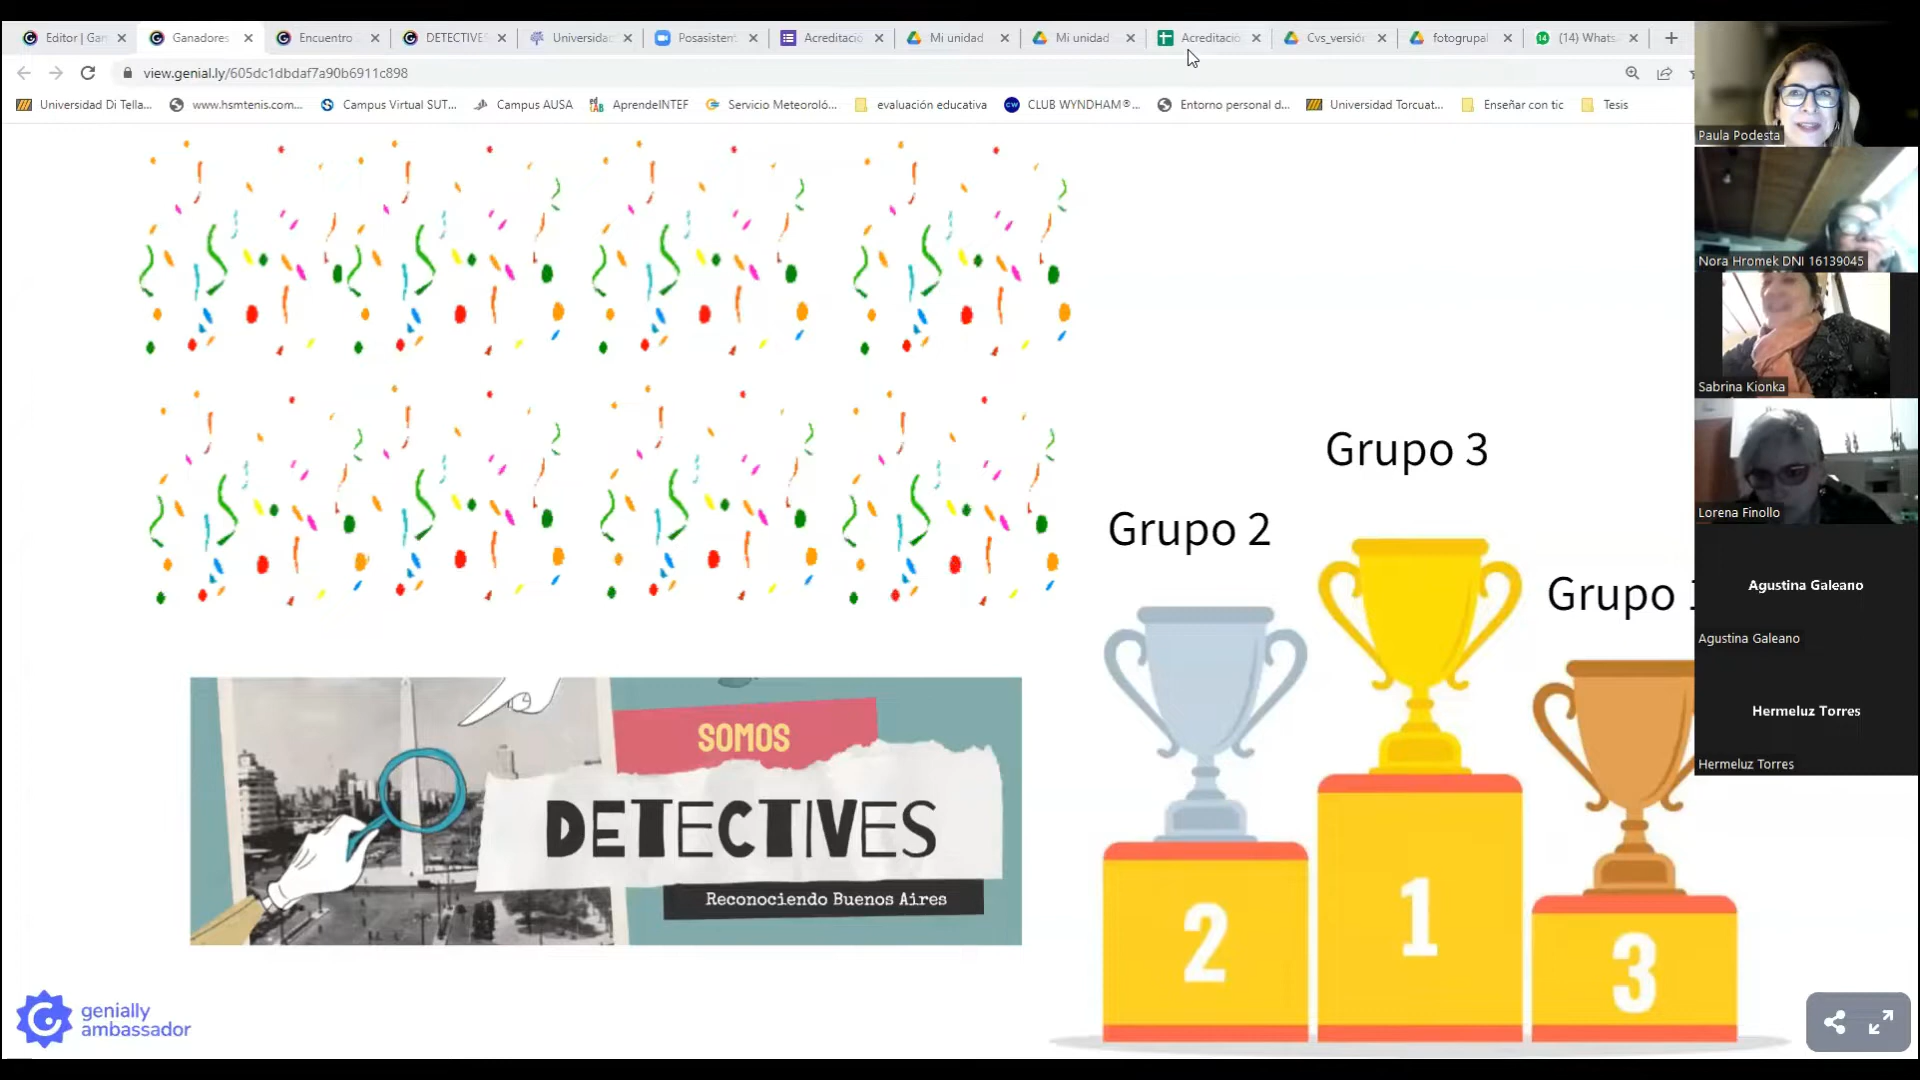 Editor | Gan
Ganadores
Encuentro
DETECTIVE
Universida
Posasisten
Acreditació
Mi unidad
Mi unidad
Acreditació
Cvs_versió
fotogrupal
(14) Whats
view.genial.ly/605dc1dbdaf7a90b6911c898
Universidad Di Tella...
www.hsmtenis.com...
Campus Virtual SUT...
Campus AUSA
AprendeINTEF
Servicio Meteoroló...
evaluación educativa
CLUB WYNDHAM®...
Entorno personal d...
Universidad Torcuat...
Enseñar con tic
Tesis
Paula Podesta
Nora Hromek DNI 16139045
Sabrina Kionka
Lorena Finollo
Agustina Galeano
Agustina Galeano
Hermeluz Torres
Hermeluz Torres
Grupo 3
Grupo 2
Grupo 1
SOMOS
DETECTIVES
Reconociendo Buenos Aires
2
1
3
genially
ambassador